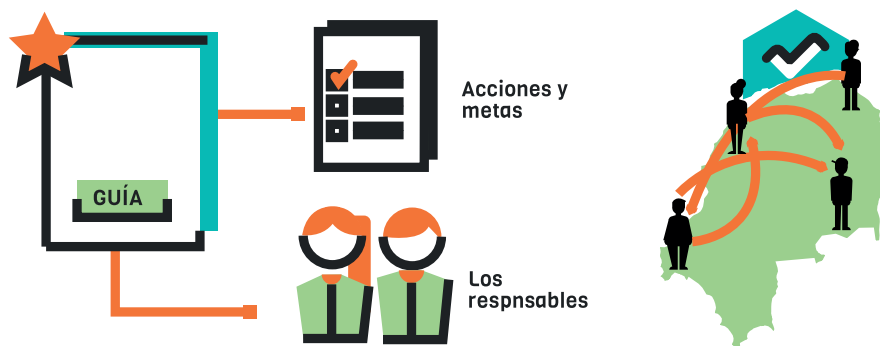 GUÍA
Acciones y
metas
Los
respnsables